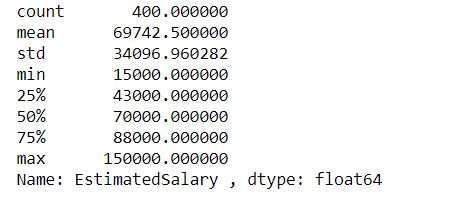 count 400.000000
mean 69742.500000
std 34096.960282
min 15000.000000
25% 43000.000000
50% 70000.000000
75% 88000.000000
max 150000.000000
Name: EstimatedSalary , dtype: float64